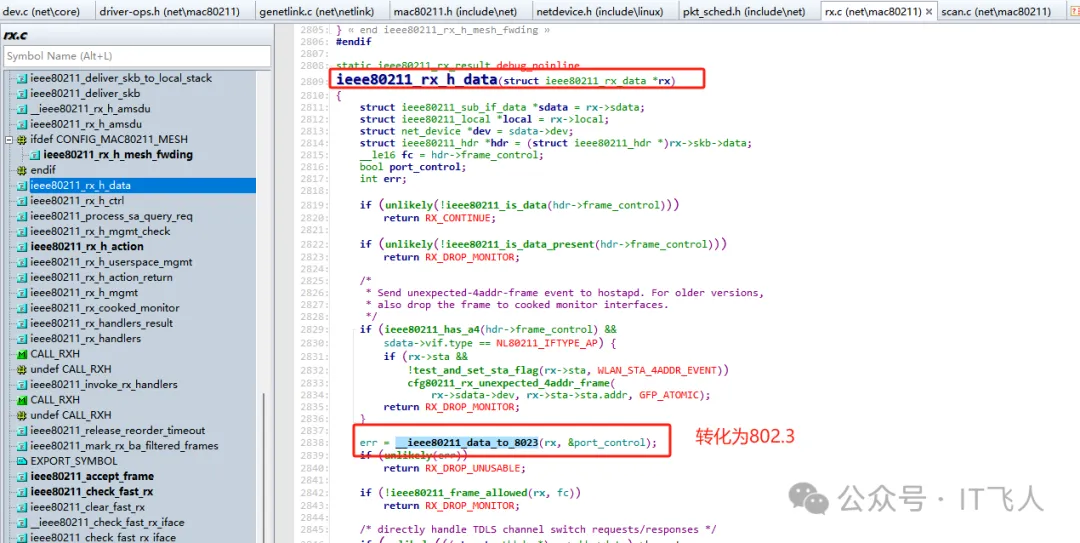 dev.c (net\core) driver-ops.h (net\mac80211) genetlink.c (net\netlink) mac80211.h (include\net) netdevice.h (include\linux) pkt_sched.h (include\net) rx.c (net\mac80211) scan.c (net\mac80211)
rx.c
Symbol Name (Alt+L)
ieee80211_deliver_skb_to_local_stack
ieee80211_deliver_skb
__ieee80211_rx_h_amsdu
ieee80211_rx_h_amsdu
ifdef CONFIG_MAC80211_MESH
ieee80211_rx_h_mesh_fwding
endif
ieee80211_rx_h_data
ieee80211_rx_h_ctrl
ieee80211_process_sa_query_req
ieee80211_rx_h_mgmt_check
ieee80211_rx_h_action
ieee80211_rx_h_userspace_mgmt
ieee80211_rx_h_action_return
ieee80211_rx_h_mgmt
ieee80211_rx_cooked_monitor
ieee80211_rx_handlers_result
ieee80211_rx_handlers
CALL_RXH
undef CALL_RXH
ieee80211_invoke_rx_handlers
CALL_RXH
undef CALL_RXH
ieee80211_release_reorder_timeout
ieee80211_mark_rx_ba_filtered_frames
EXPORT_SYMBOL
ieee80211_accept_frame
ieee80211_check_fast_rx
ieee80211_clear_fast_rx
__ieee80211_check_fast_rx_iface
ieee80211_check_fast_rx_iface
2805: } « end ieee80211_rx_h_mesh_fwding »
2806: #endif
2807:
2808: static ieee80211_rx_result debug_noinline
2809: ieee80211_rx_h_data(struct ieee80211_rx_data *rx)
2810: {
2811: struct ieee80211_sub_if_data *sdata = rx->sdata;
2812: struct ieee80211_local *local = rx->local;
2813: struct net_device *dev = sdata->dev;
2814: struct ieee80211_hdr *hdr = (struct ieee80211_hdr *)rx->skb->data;
2815: __le16 fc = hdr->frame_control;
2816: bool port_control;
2817: int err;
2818:
2819: if (unlikely(!ieee80211_is_data(hdr->frame_control)))
2820: return RX_CONTINUE;
2821:
2822: if (unlikely(!ieee80211_is_data_present(hdr->frame_control)))
2823: return RX_DROP_MONITOR;
2824:
2825: /*
2826: * Send unexpected-4addr-frame event to hostapd. For older versions,
2827: * also drop the frame to cooked monitor interfaces.
2828: */
2829: if (ieee80211_has_a4(hdr->frame_control) &&
2830: sdata->vif.type == NL80211_IFTYPE_AP) {
2831: if (rx->sta &&
2832: !test_and_set_sta_flag(rx->sta, WLAN_STA_4ADDR_EVENT))
2833: cfg80211_rx_unexpected_4addr_frame(
2834: rx->sdata->dev, rx->sta->sta.addr, GFP_ATOMIC);
2835: return RX_DROP_MONITOR;
2836: }
2837:
2838: err = __ieee80211_data_to_8023(rx, &port_control);
转化为802.3
2839: if (unlikely(err))
2840: return RX_DROP_UNUSABLE;
2841:
2842: if (!ieee80211_frame_allowed(rx, fc))
2843: return RX_DROP_MONITOR;
2844:
2845: /* directly handle TDLS channel switch requests/responses */
公众号 · IT飞人